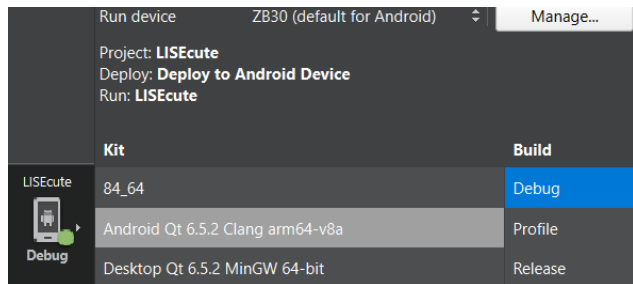 Run device ZB30 (default for Android) Manage...
Project: LISEcute
Deploy: Deploy to Android Device
Run: LISEcute
Kit Build
LISEcute
Debug
84_64 Debug
Android Qt 6.5.2 Clang arm64-v8a Profile
Desktop Qt 6.5.2 MinGW 64-bit Release